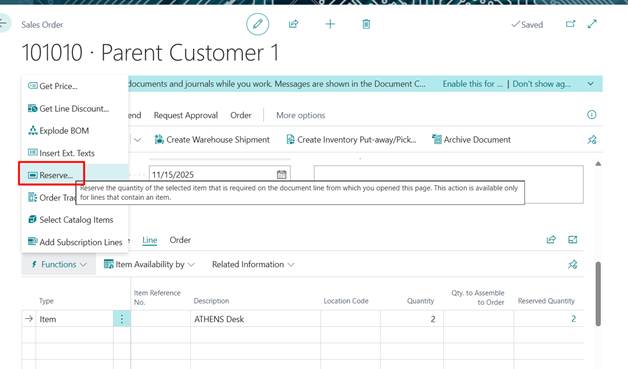 Sales Order
Saved
101010 · Parent Customer 1
documents and journals while you work. Messages are shown in the Document C...
Enable this for ...
| Don't show ag...
Get Price...
Get Line Discount...
Explode BOM
Insert Ext. Texts
Reserve...
Order Tra
Select Catalog Items
Add Subscription Lines
end
Request Approval
Order
More options
Create Warehouse Shipment
Create Inventory Put-away/Pick...
Archive Document
11/15/2025
Reserve the quantity of the selected item that is required on the document line from which you opened this page. This action is available only
for lines that contain an item.
Line
Order
Functions
Item Availability by
Related Information
Type
Item Reference
No.
Description
Location Code
Quantity
Qty. to Assemble
to Order
Reserved Quantity
Item
ATHENS Desk
2
2